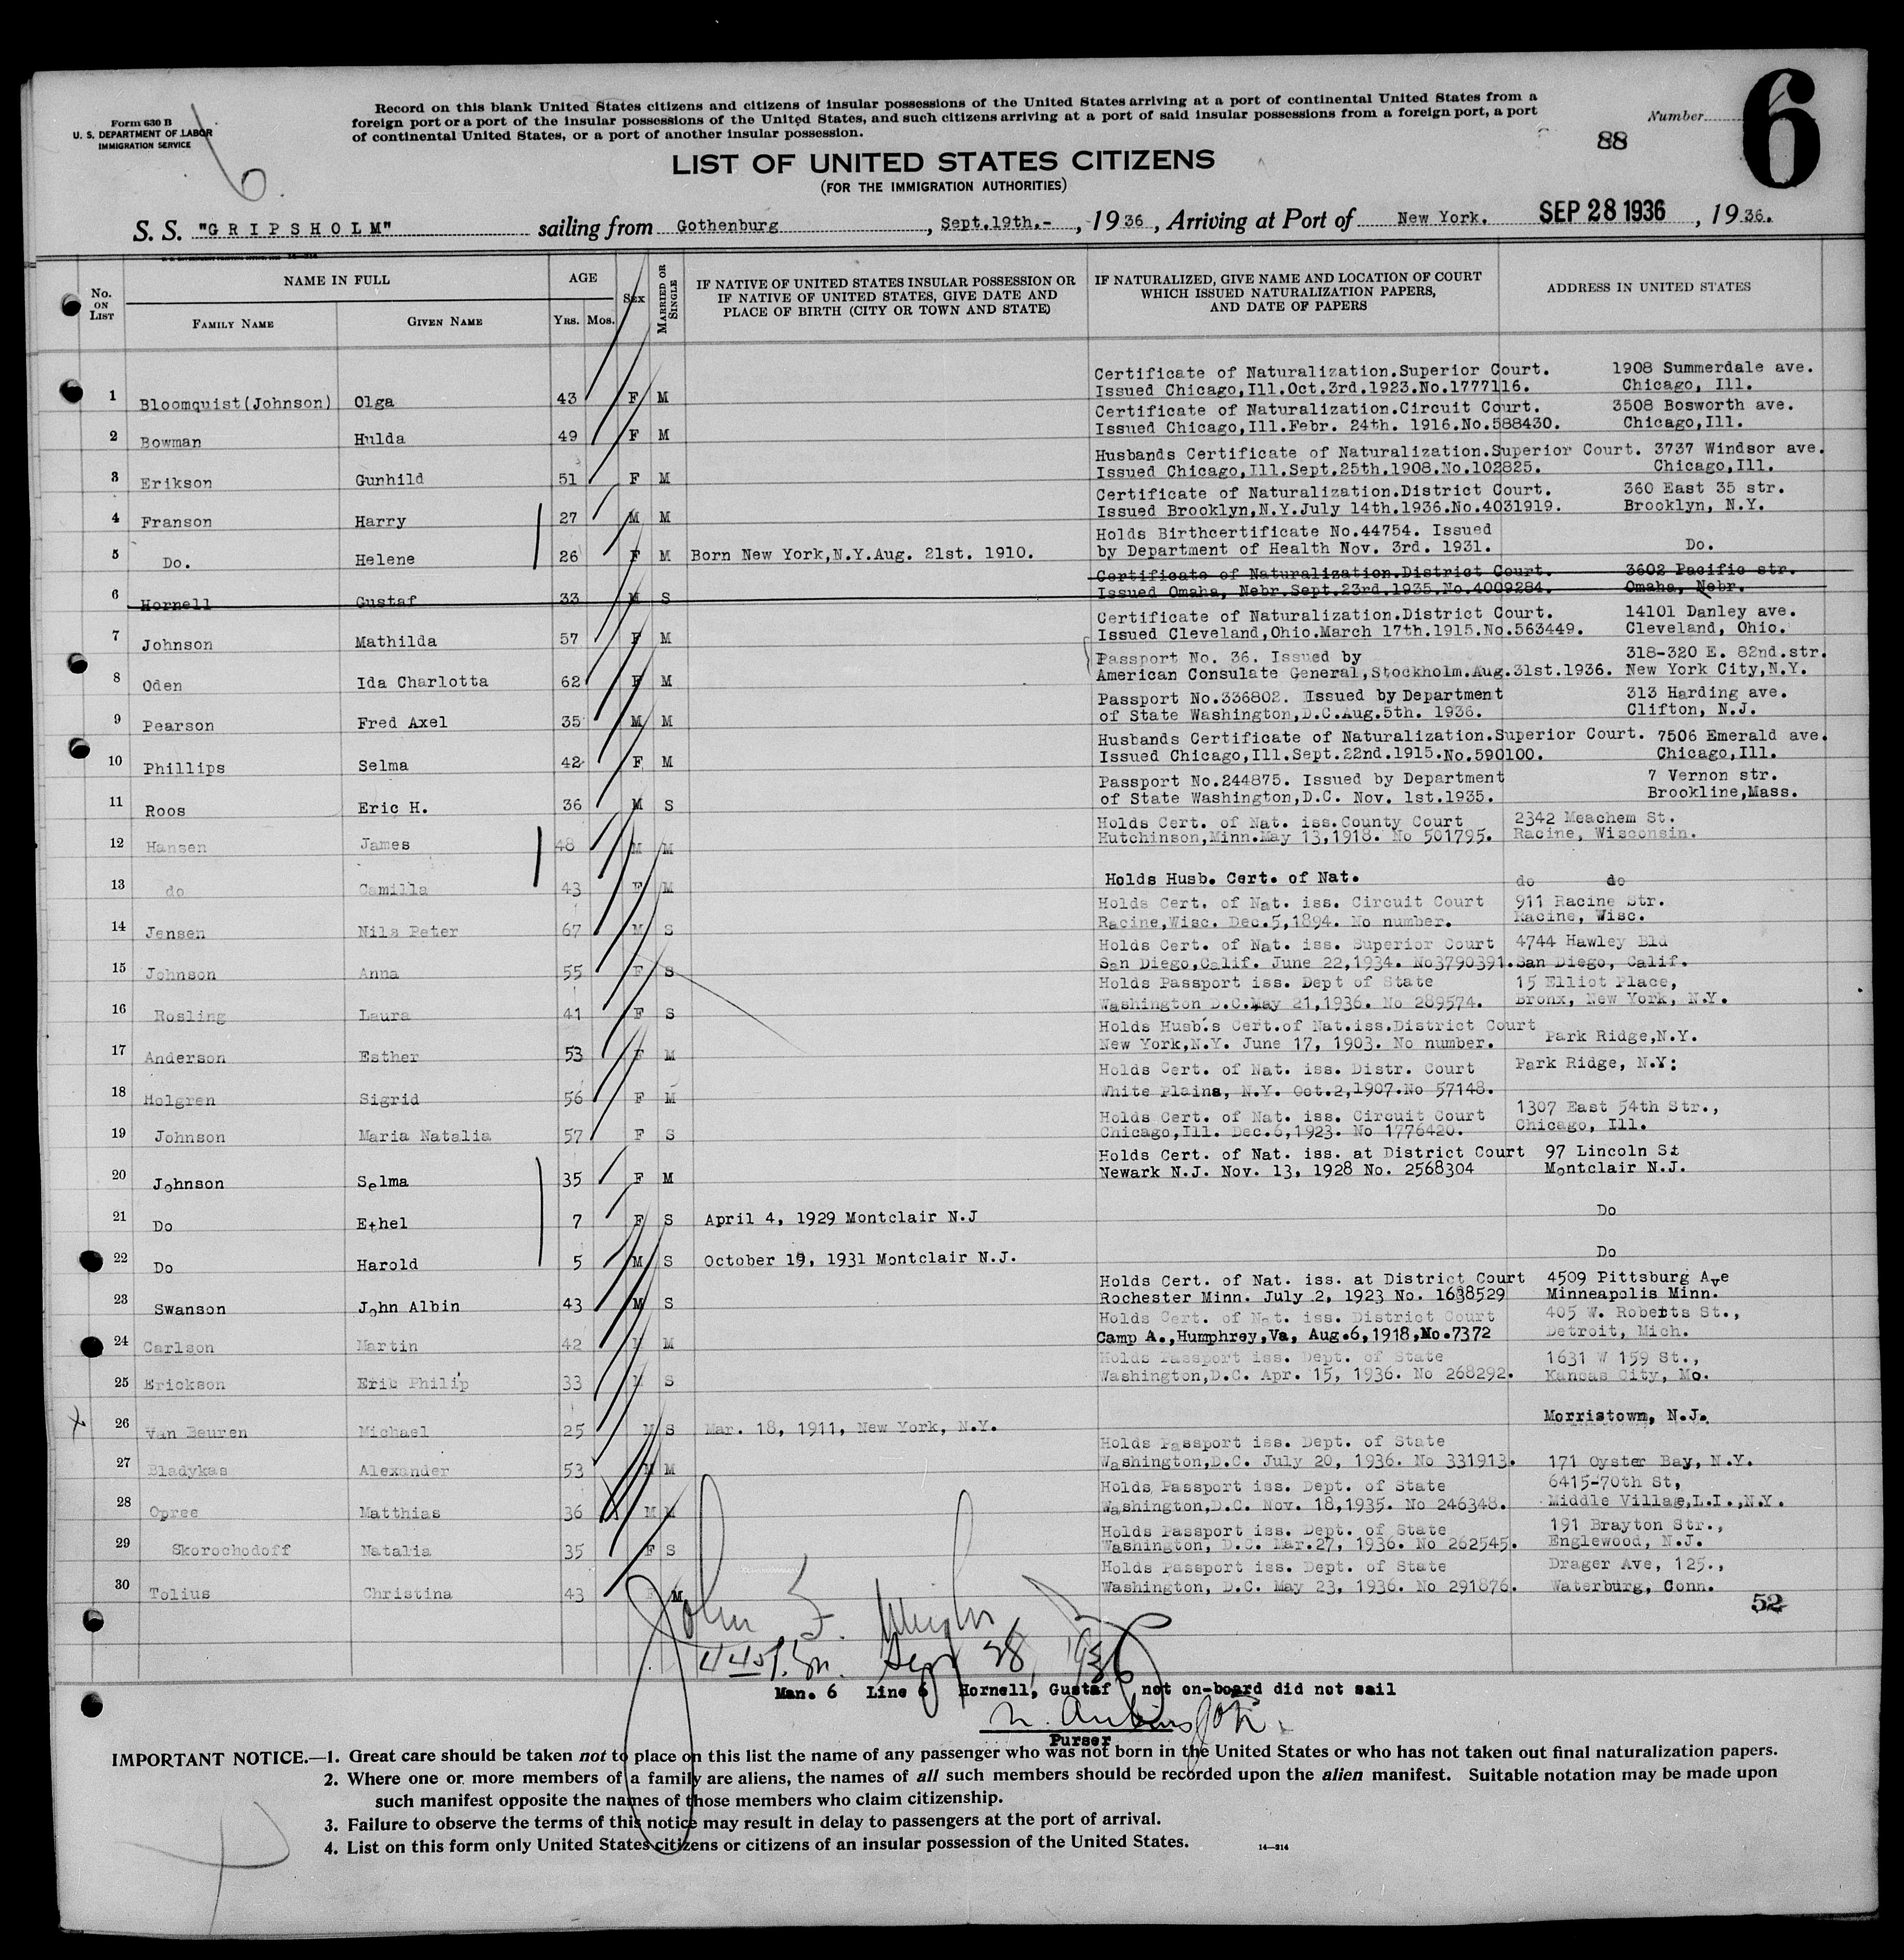 Form 630 B
U. S. DEPARTMENT OF LABOR
IMMIGRATION SERVICE
6.
Record on this blank United States citizens and citizens of insular possessions of the United States arriving at a port of continental United States from a
foreign port or a port of the insular possessions of the United States, and such citizens arriving at a port of said insular possessions from a foreign port, a port
of continental United States, or a port of another insular possession.
Number
6
88
LIST OF UNITED STATES CITIZENS
(FOR THE IMMIGRATION AUTHORITIES)
S. S. "GRIPSHOLM" sailing from Gothenburg, Sept.19th.-, 1936, Arriving at Port of New York. SEP 28 1936, 1936.
No. ON LIST
NAME IN FULL
FAMILY NAME
GIVEN NAME
AGE
YRS. MOS.
SEX
MARRIED OR SINGLE
IF NATIVE OF UNITED STATES INSULAR POSSESSION OR
IF NATIVE OF UNITED STATES, GIVE DATE AND
PLACE OF BIRTH (CITY OR TOWN AND STATE)
IF NATURALIZED, GIVE NAME AND LOCATION OF COURT
WHICH ISSUED NATURALIZATION PAPERS,
AND DATE OF PAPERS
ADDRESS IN UNITED STATES
Certificate of Naturalization.Superior Court. 1908 Summerdale ave.
1 Bloomquist(Johnson) Olga 43 F M Issued Chicago,Ill.Oct.3rd.1923.No.1777116. Chicago, Ill.
Certificate of Naturalization.Circuit Court. 3508 Bosworth ave.
2 Bowman Hulda 49 F M Issued Chicago,Ill.Febr. 24th. 1916.No.588430. Chicago,Ill.
Husbands Certificate of Naturalization.Superior Court. 3737 Windsor ave.
3 Erikson Gunhild 51 F M Issued Chicago,Ill.Sept.25th.1908.No.102825. Chicago,Ill.
Certificate of Naturalization.District Court. 360 East 35 str.
4 Franson Harry 27 M M Issued Brooklyn,N.Y.July 14th.1936.No.4031919. Brooklyn, N.Y.
Holds Birthcertificate No.44754. Issued
5 Do. Helene 26 F M Born New York,N.Y.Aug. 21st. 1910. by Department of Health Nov. 3rd. 1931. Do.
Certificate of Naturalization.District Court. 3602 Pacific str.
6 Hornell Gustaf 33 M S Issued Omaha, Nebr.Sept.23rd.1935.No.4009284. Omaha, Nebr.
Certificate of Naturalization.District Court. 14101 Danley ave.
7 Johnson Mathilda 57 F M Issued Cleveland,Ohio.March 17th.1915.No.563449. Cleveland, Ohio.
Passport No. 36. Issued by 318-320 E. 82nd.str.
8 Oden Ida Charlotta 62 F M American Consulate General,Stockholm.Aug.31st.1936. New York City,N.Y.
Passport No.336802. Issued by Department 313 Harding ave.
9 Pearson Fred Axel 35 M M of State Washington,D.C.Aug.5th. 1936. Clifton, N.J.
Husbands Certificate of Naturalization.Superior Court. 7506 Emerald ave.
10 Phillips Selma 42 F M Issued Chicago,Ill.Sept.22nd.1915.No.590100. Chicago,Ill.
Passport No.244875. Issued by Department 7 Vernon str.
11 Roos Eric H. 36 M S of State Washington,D.C. Nov. 1st.1935. Brookline,Mass.
Holds Cert. of Nat. iss.County Court 2342 Meachem St.
12 Hansen James 48 M M Hutchinson,Minn.May 13,1918. No 501795. Racine, Wisconsin.
13 do Camilla 43 F M Holds Husb. Cert. of Nat. do do
Holds Cert. of Nat. iss. Circuit Court 911 Racine Str.
14 Jensen Nils Peter 67 M S Racine,Wisc. Dec.5,1894. No number. Racine, Wisc.
Holds Cert. of Nat. iss. Superior Court 4744 Hawley Bld
15 Johnson Anna 55 F S San Diego,Calif. June 22,1934. No3790391. San Diego, Calif.
Holds Passport iss. Dept of State 15 Elliot Place,
16 Rosling Laura 41 F S Washington D.C.May 21,1936. No 289574. Bronx, New York, N.Y.
Holds Husb's Cert.of Nat.iss.District Court
17 Anderson Esther 53 F M New York,N.Y. June 17, 1903. No number. Park Ridge,N.Y.
Holds Cert. of Nat. iss. Distr. Court Park Ridge, N.Y:
18 Holgren Sigrid 56 F M White Plains, N.Y. Oct.2,1907.No 57148.
Holds Cert. of Nat. iss. Circuit Court 1307 East 54th Str.,
19 Johnson Maria Natalia 57 F S Chicago,Ill. Dec.6,1923. No 1776420. Chicago, Ill.
Holds Cert. of Nat. iss. at District Court 97 Lincoln St
20 Johnson Selma 35 F M Newark N.J. Nov. 13, 1928 No. 2568304 Montclair N.J.
21 Do Ethel 7 F S April 4, 1929 Montclair N.J Do
22 Do Harold 5 M S October 19, 1931 Montclair N.J. Do
Holds Cert. of Nat. iss. at District Court 4509 Pittsburg Ave
23 Swanson John Albin 43 M S Rochester Minn. July 2, 1923 No. 1638529 Minneapolis Minn.
Holds Cert. of Nat. iss. District Court 405 W. Roberts St.,
24 Carlson Martin 42 M M Camp A.,Humphrey,Va, Aug.6,1918,No.7372 Detroit, Mich.
Holds Passport iss. Dept. of State 1631 W 159 St.,
25 Erickson Eric Philip 33 M S Washington,D.C. Apr. 15, 1936. No 268292. Kansas City, Mo.
26 Van Beuren Michael 25 M S Mar. 18, 1911, New York, N.Y. Morristown, N.J.
Holds Passport iss. Dept. of State
27 Bladykas Alexander 53 M M Washington,D.C. July 20, 1936. No 331913. 171 Oyster Bay, N.Y.
Holds Passport iss. Dept. of State 6415-70th St,
28 Opree Matthias 36 M M Washington,D.C. Nov. 18,1935. No 246348. Middle Village,L.I.,N.Y.
Holds Passport iss. Dept. of State 191 Brayton Str.,
29 Skorochodoff Natalia 35 F S Washington, D.C. Mar.27, 1936. No 262545. Englewood, N.J.
Holds Passport iss. Dept. of State Drager Ave, 125.,
30 Tolius Christina 43 F M Washington, D.C. May 23, 1936. No 291876. Waterburg, Conn.
52
John
Sept 28, 1936
Man. 6 Line 6 Hornell, Gustaf not on-board did not sail
Purser
IMPORTANT NOTICE.—1. Great care should be taken not to place on this list the name of any passenger who was not born in the United States or who has not taken out final naturalization papers.
2. Where one or more members of a family are aliens, the names of all such members should be recorded upon the alien manifest. Suitable notation may be made upon
such manifest opposite the names of those members who claim citizenship.
3. Failure to observe the terms of this notice may result in delay to passengers at the port of arrival.
4. List on this form only United States citizens or citizens of an insular possession of the United States.
14—214